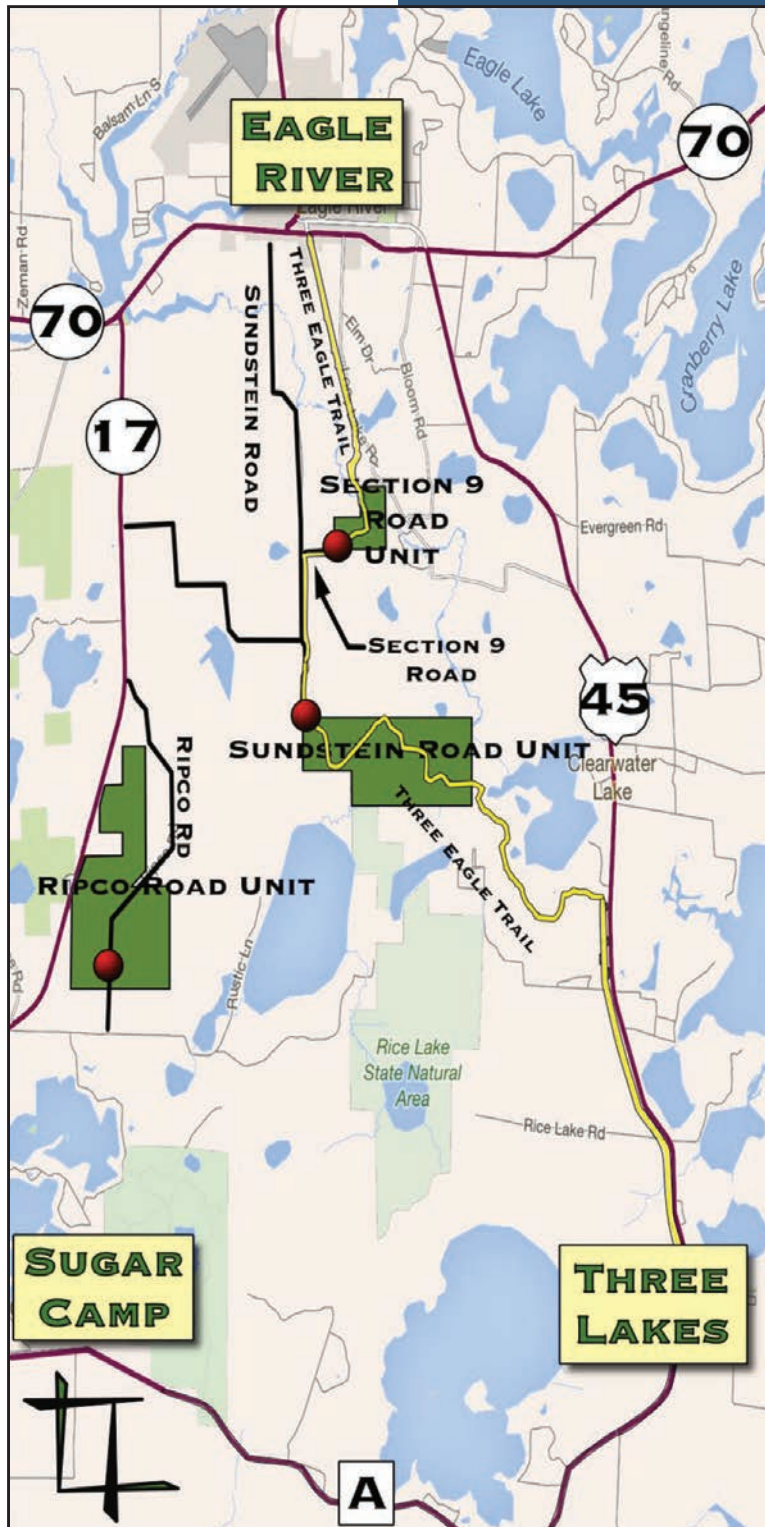 Balsam Ln S
Eagle Lake
angeline Rd
EAGLE
RIVER
70
Eagle River
Zeman Rd
70
THREE EAGLE TRAIL
SUNDSTEIN ROAD
Elm Dr
Bloom Rd
Cranberry Lake
17
SECTION 9
ROAD
UNIT
Evergreen Rd
SECTION 9
ROAD
45
SUNDSTEIN ROAD UNIT
Clearwater
Lake
RIPCO RD
THREE EAGLE TRAIL
RIPCO ROAD UNIT
Rustic Ln
Rice Lake
State Natural
Area
Rice Lake Rd
SUGAR
CAMP
THREE
LAKES
A